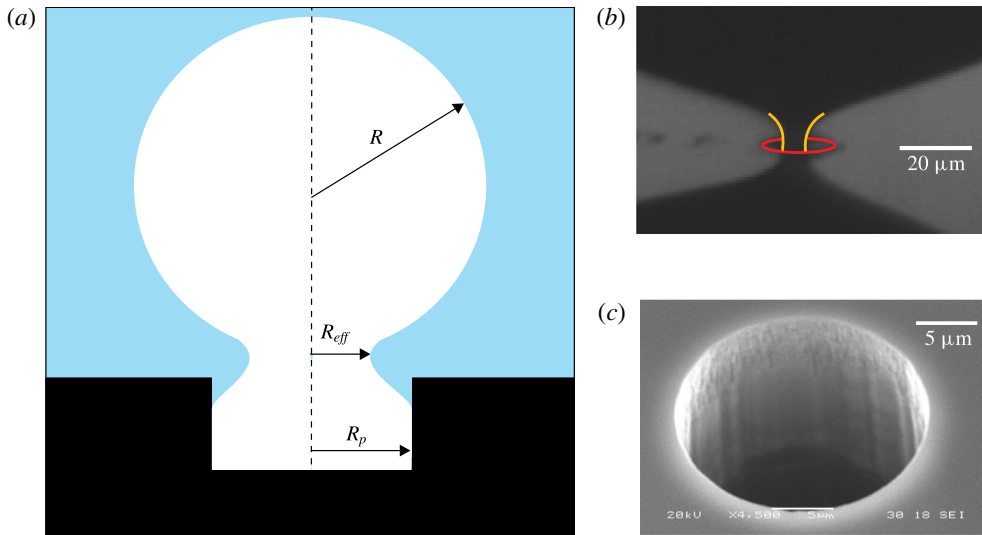 (a)
R
R_eff
R_p
(b)
20 μm
(c)
5 μm
20kV X4,500 5μm 30 18 SEI